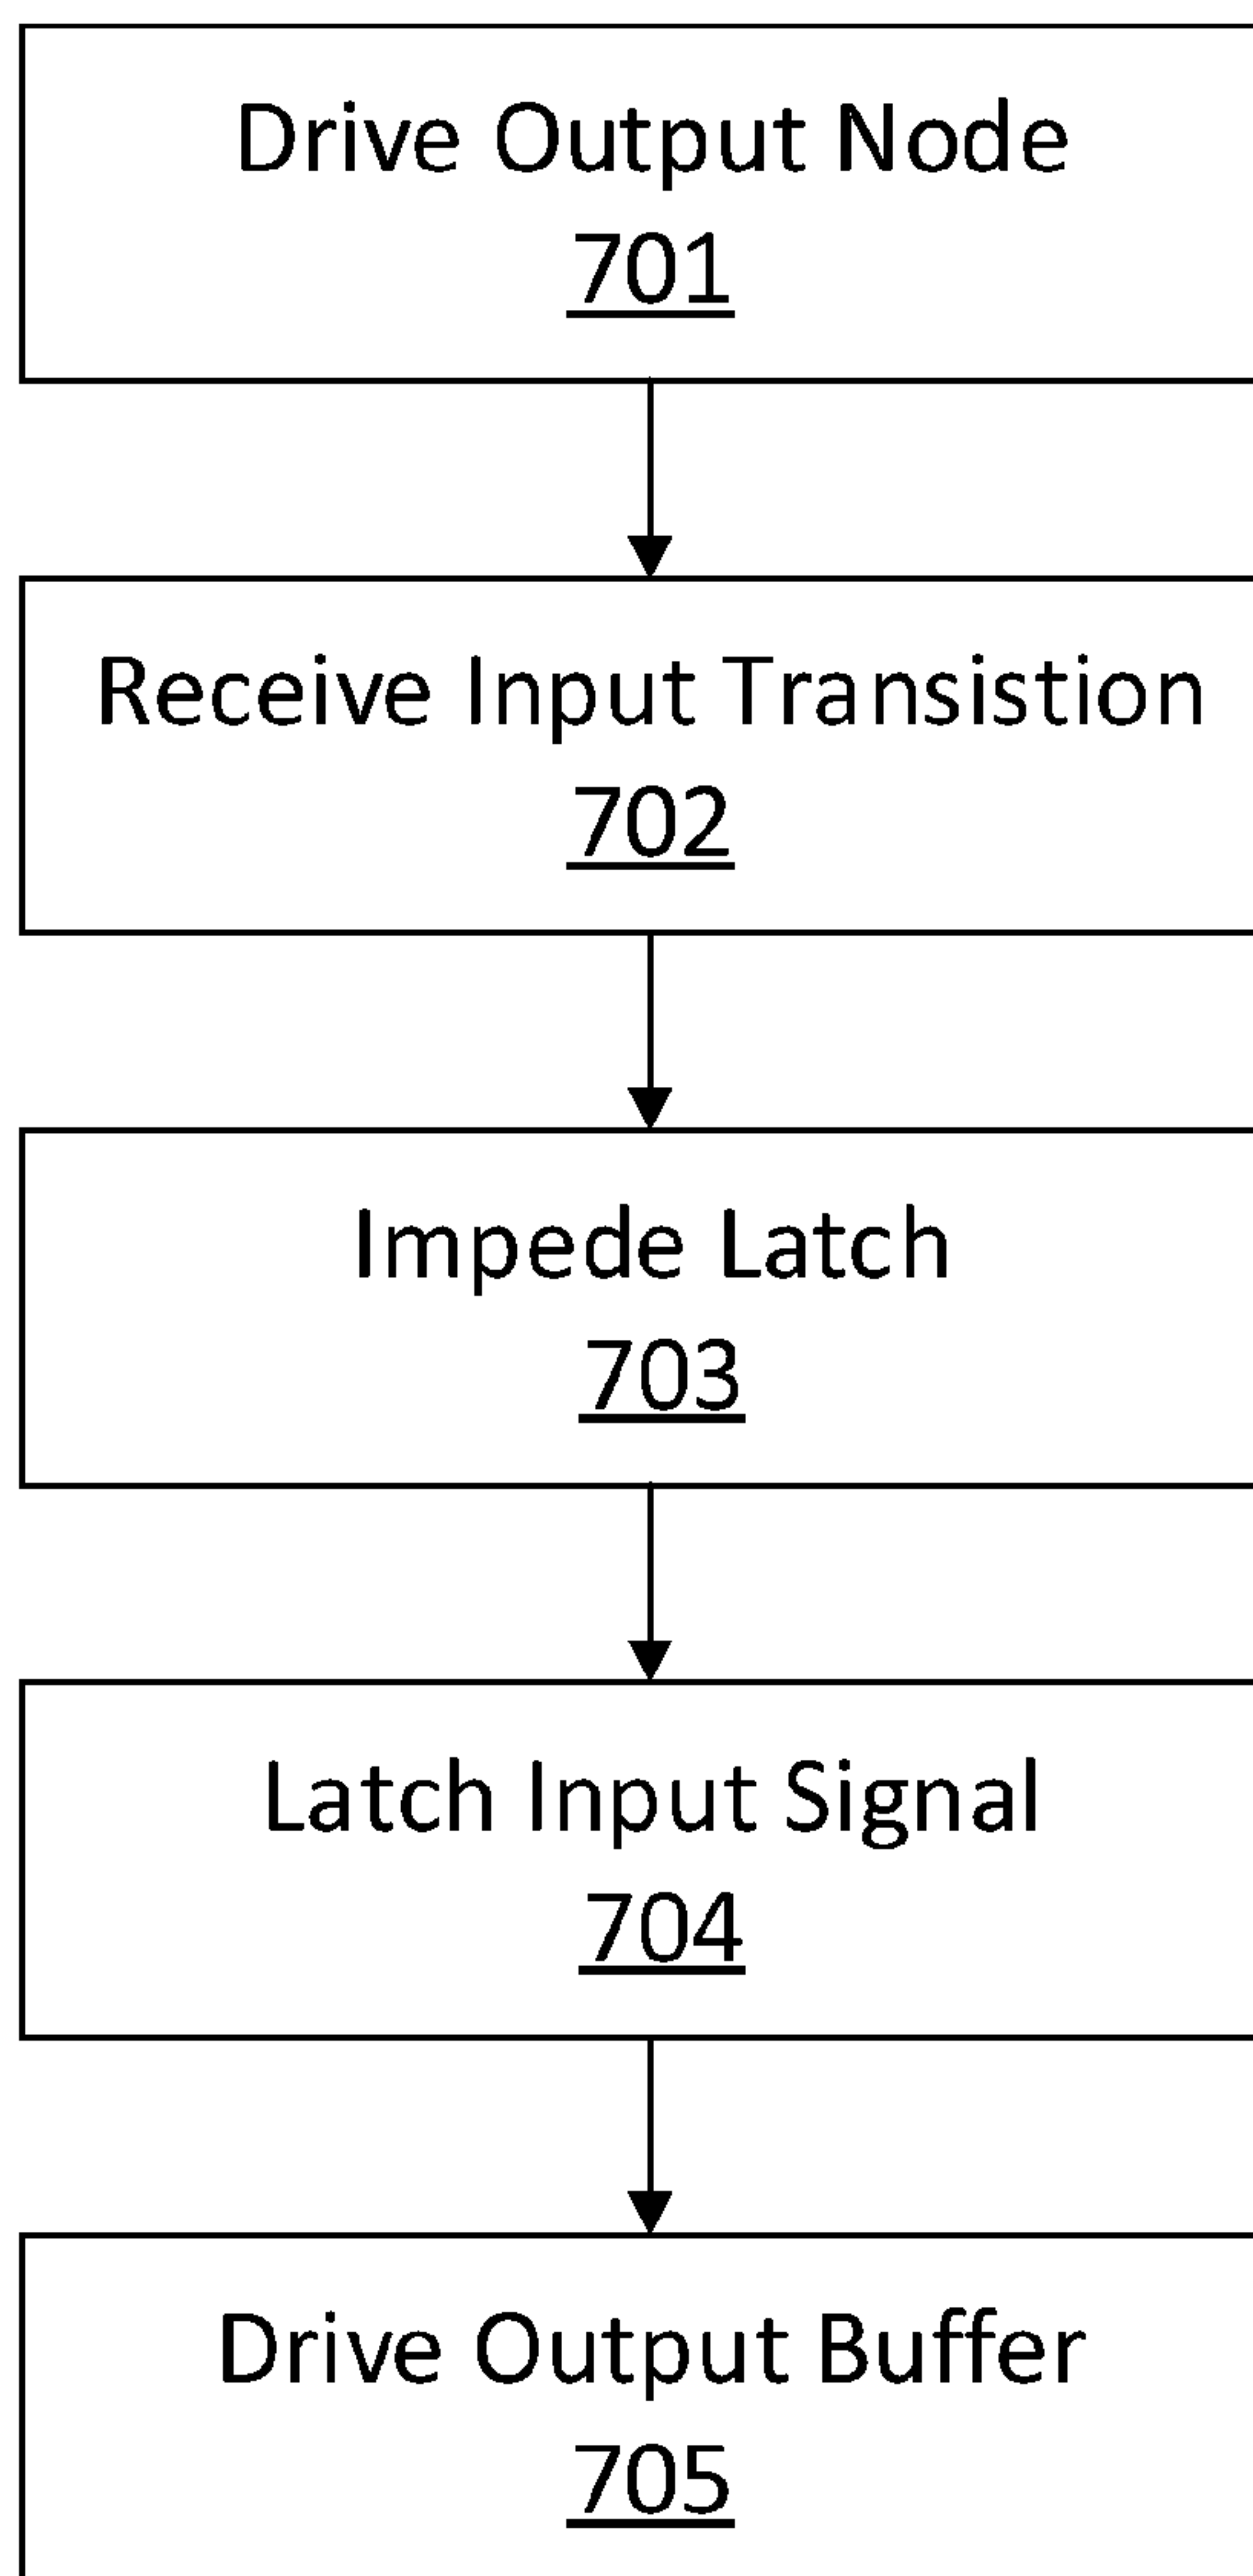 Drive Output Node
701
Receive Input Transistion
702
Impede Latch
703
Latch Input Signal
704
Drive Output Buffer
705